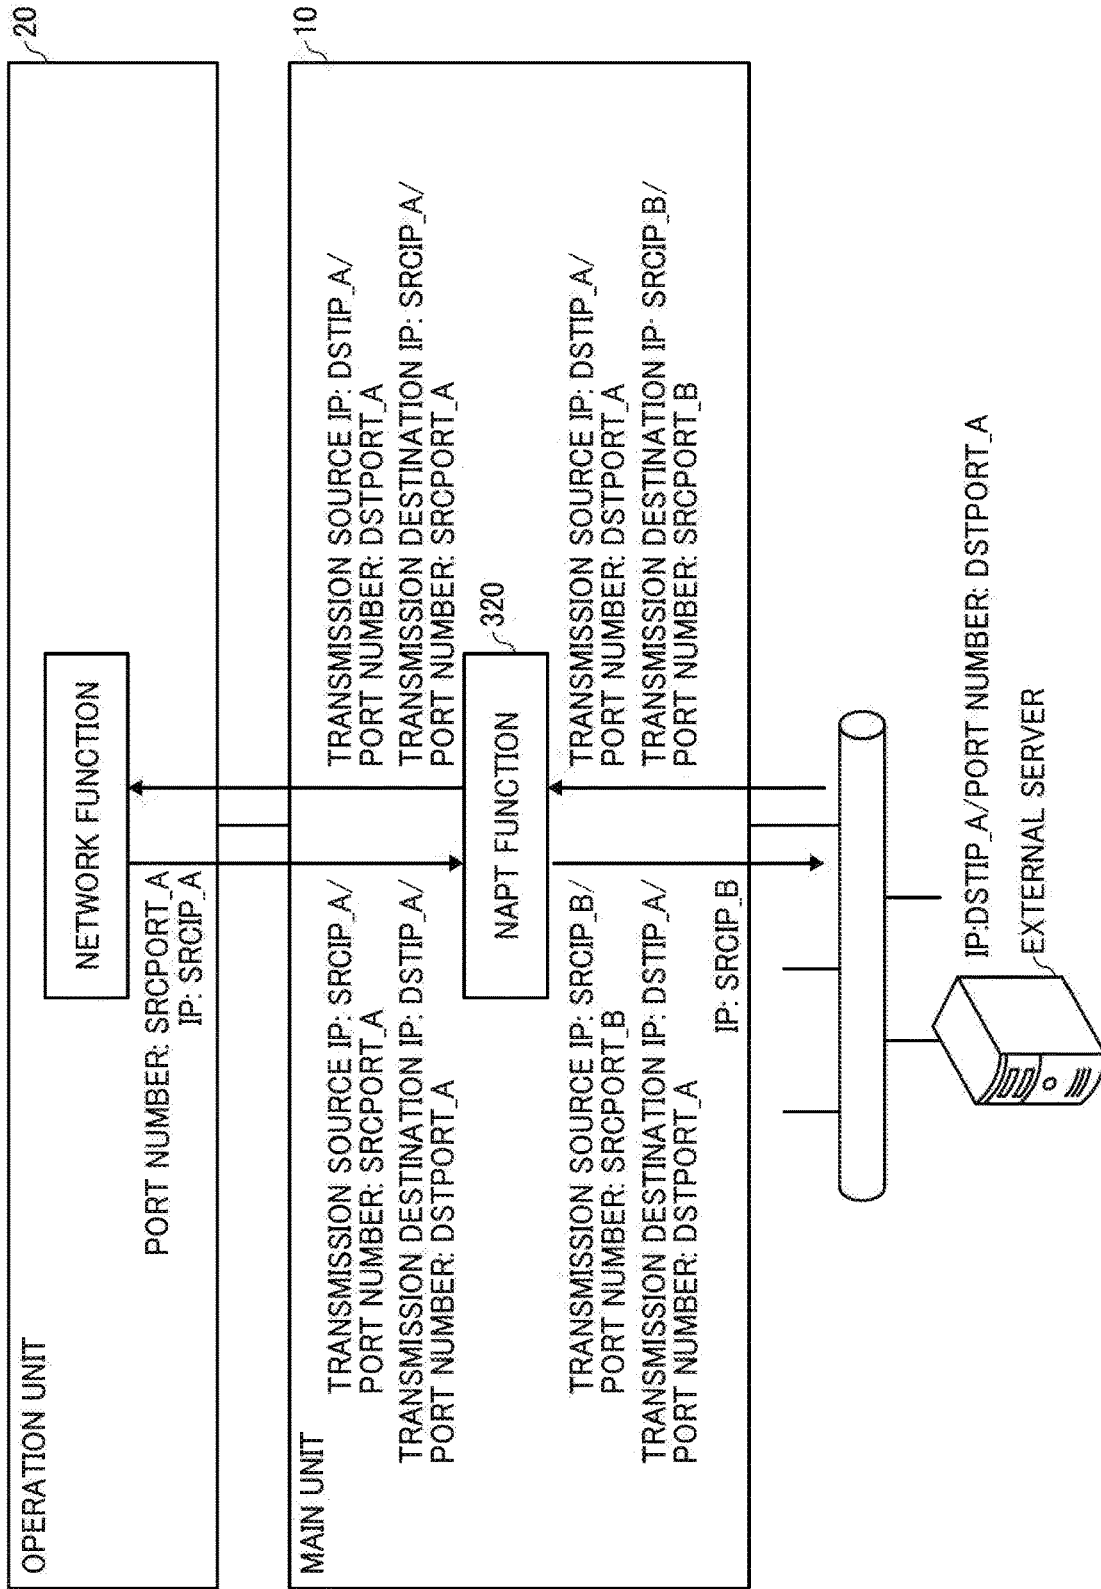 OPERATION UNIT
20
NETWORK FUNCTION
PORT NUMBER: SRCPORT_A
IP: SRCIP_A
MAIN UNIT
10
TRANSMISSION SOURCE IP: SRCIP_A/
PORT NUMBER: SRCPORT_A
TRANSMISSION DESTINATION IP: DSTIP_A/
PORT NUMBER: DSTPORT_A
TRANSMISSION SOURCE IP: DSTIP_A/
PORT NUMBER: DSTPORT_A
TRANSMISSION DESTINATION IP: SRCIP_A/
PORT NUMBER: SRCPORT_A
NAPT FUNCTION
320
TRANSMISSION SOURCE IP: SRCIP_B/
PORT NUMBER: SRCPORT_B
TRANSMISSION DESTINATION IP: DSTIP_A/
PORT NUMBER: DSTPORT_A
TRANSMISSION SOURCE IP: DSTIP_A/
PORT NUMBER: DSTPORT_A
TRANSMISSION DESTINATION IP: SRCIP_B/
PORT NUMBER: SRCPORT_B
IP: SRCIP_B
IP:DSTIP_A/PORT NUMBER: DSTPORT_A
EXTERNAL SERVER